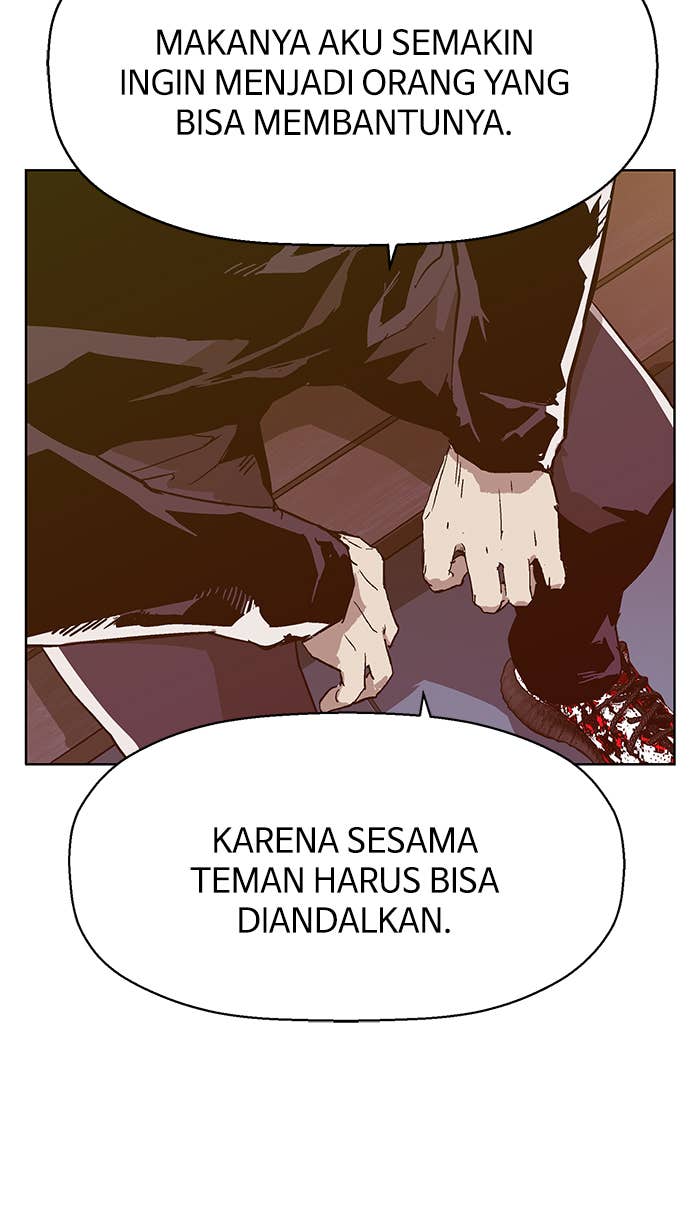 MAKANYA AKU SEMAKIN
INGIN MENJADI ORANG YANG
BISA MEMBANTUNYA.
KARENA SESAMA
TEMAN HARUS BISA
DIANDALKAN.